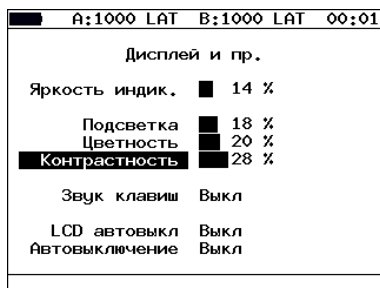 A:1000 LAT B:1000 LAT 00:01
Дисплей и пр.
Яркость индик. 14 %
Подсветка 18 %
Цветность 20 %
Контрастность 28 %
Звук клавиш Выкл
LCD автовыкл Выкл
Автовыключение Выкл